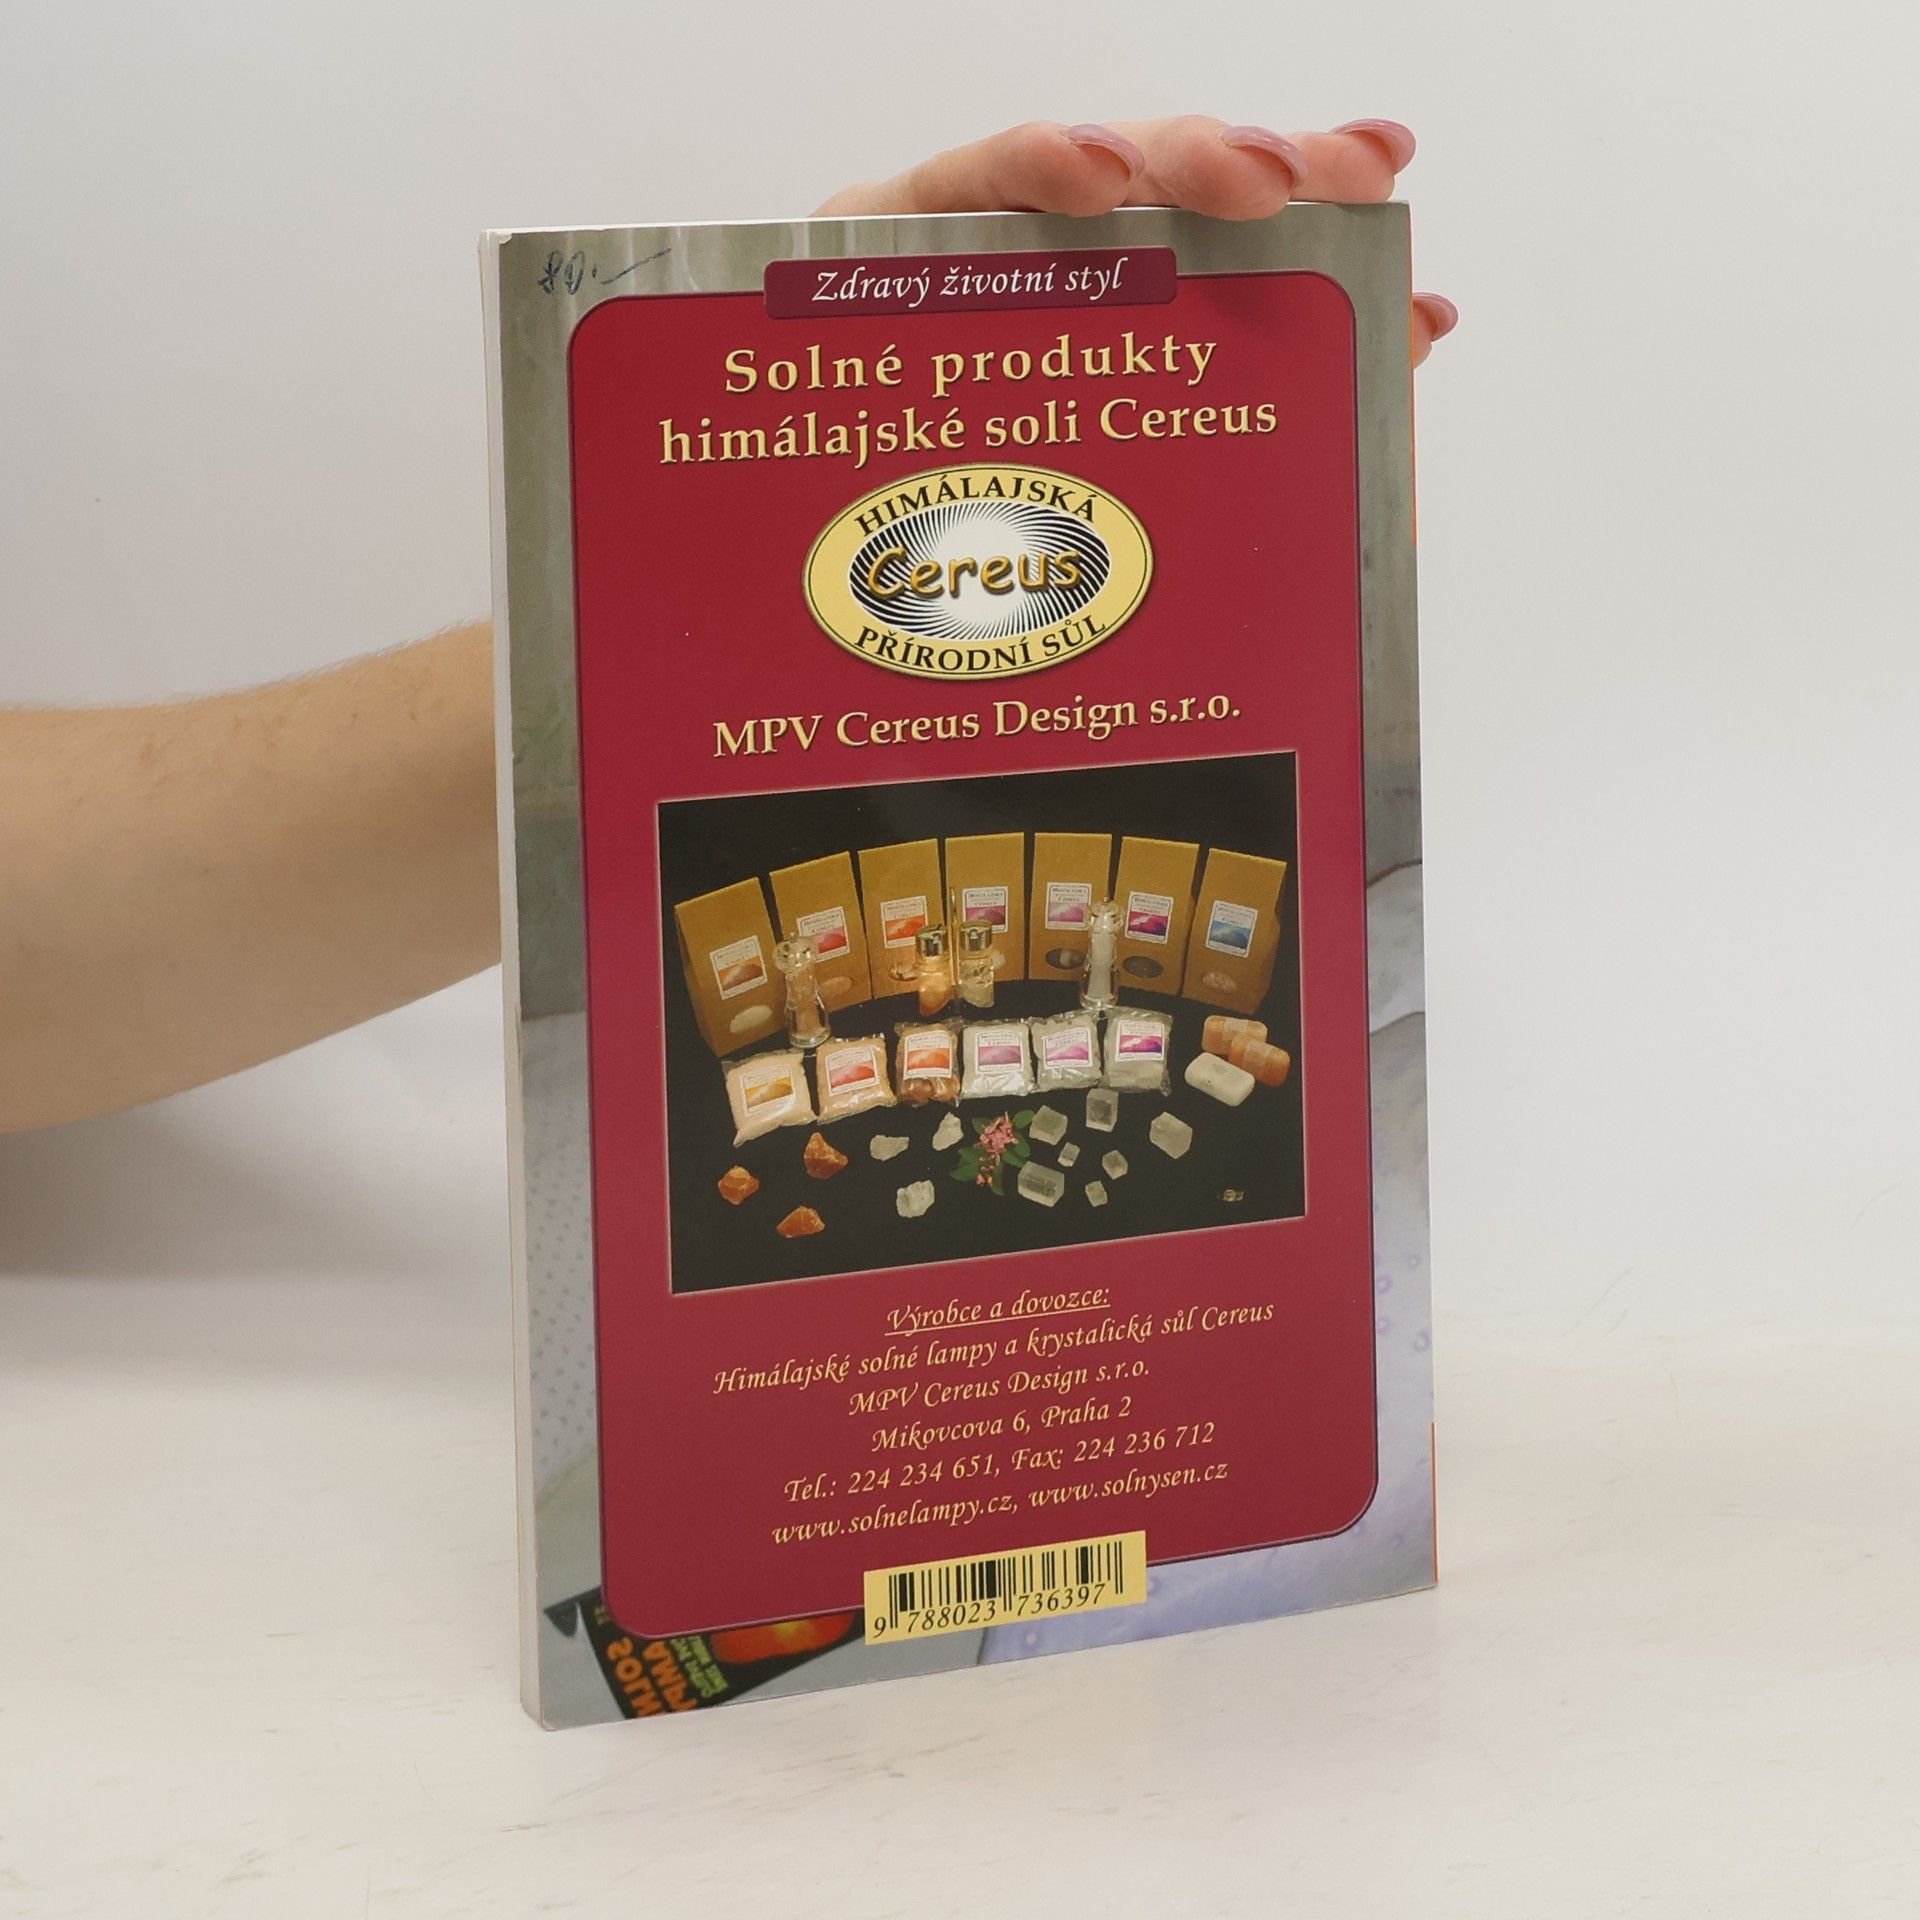 80.-
Zdravý životní styl
Solné produkty
himálajské soli Cereus
HIMÁLAJSKÁ
Cereus
PŘÍRODNÍ SŮL
MPV Cereus Design s.r.o.
Výrobce a dovozce:
Himálajské solné lampy a krystalická sůl Cereus
MPV Cereus Design s.r.o.
Mikovcova 6, Praha 2
Tel.: 224 234 651, Fax: 224 236 712
www.solnelampy.cz, www.solnysen.cz
9 788023 736397